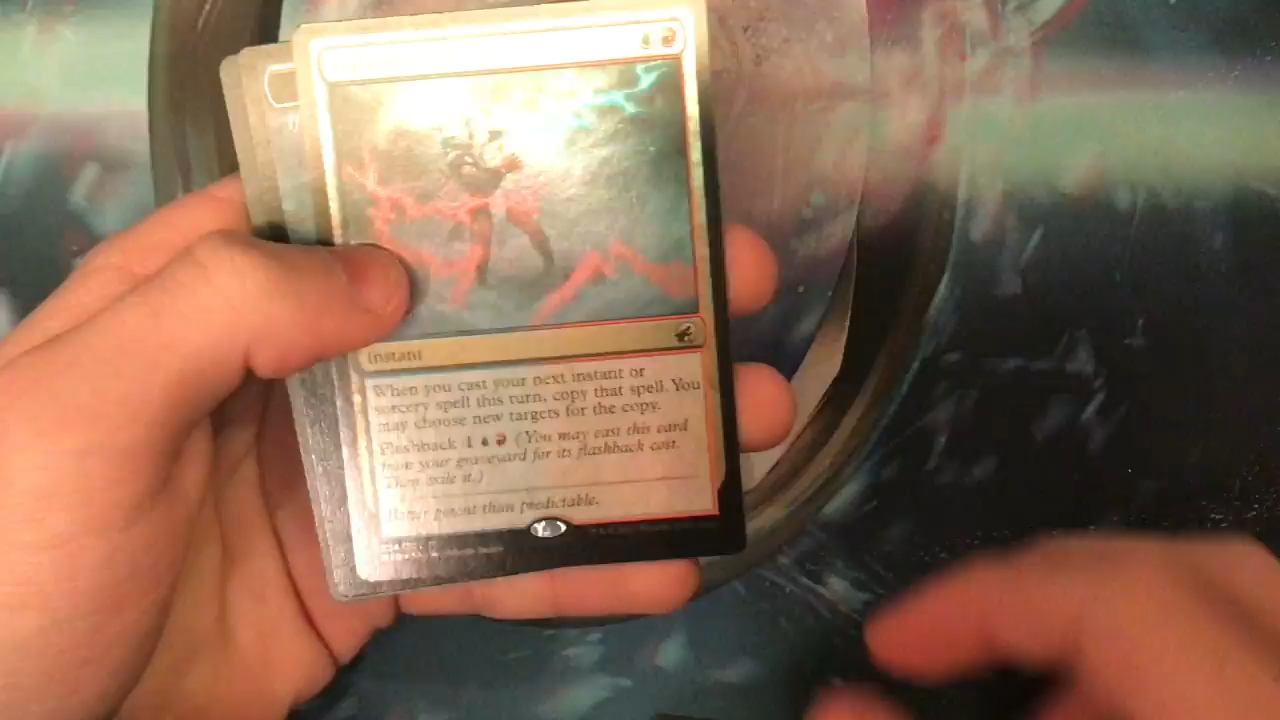 Instant
When you cast your next instant or
sorcery spell this turn, copy that spell. You
may choose new targets for the copy.
Flashback 1 (You may cast this card
from your graveyard for its flashback cost.
Then exile it.)
Better potent than predictable.